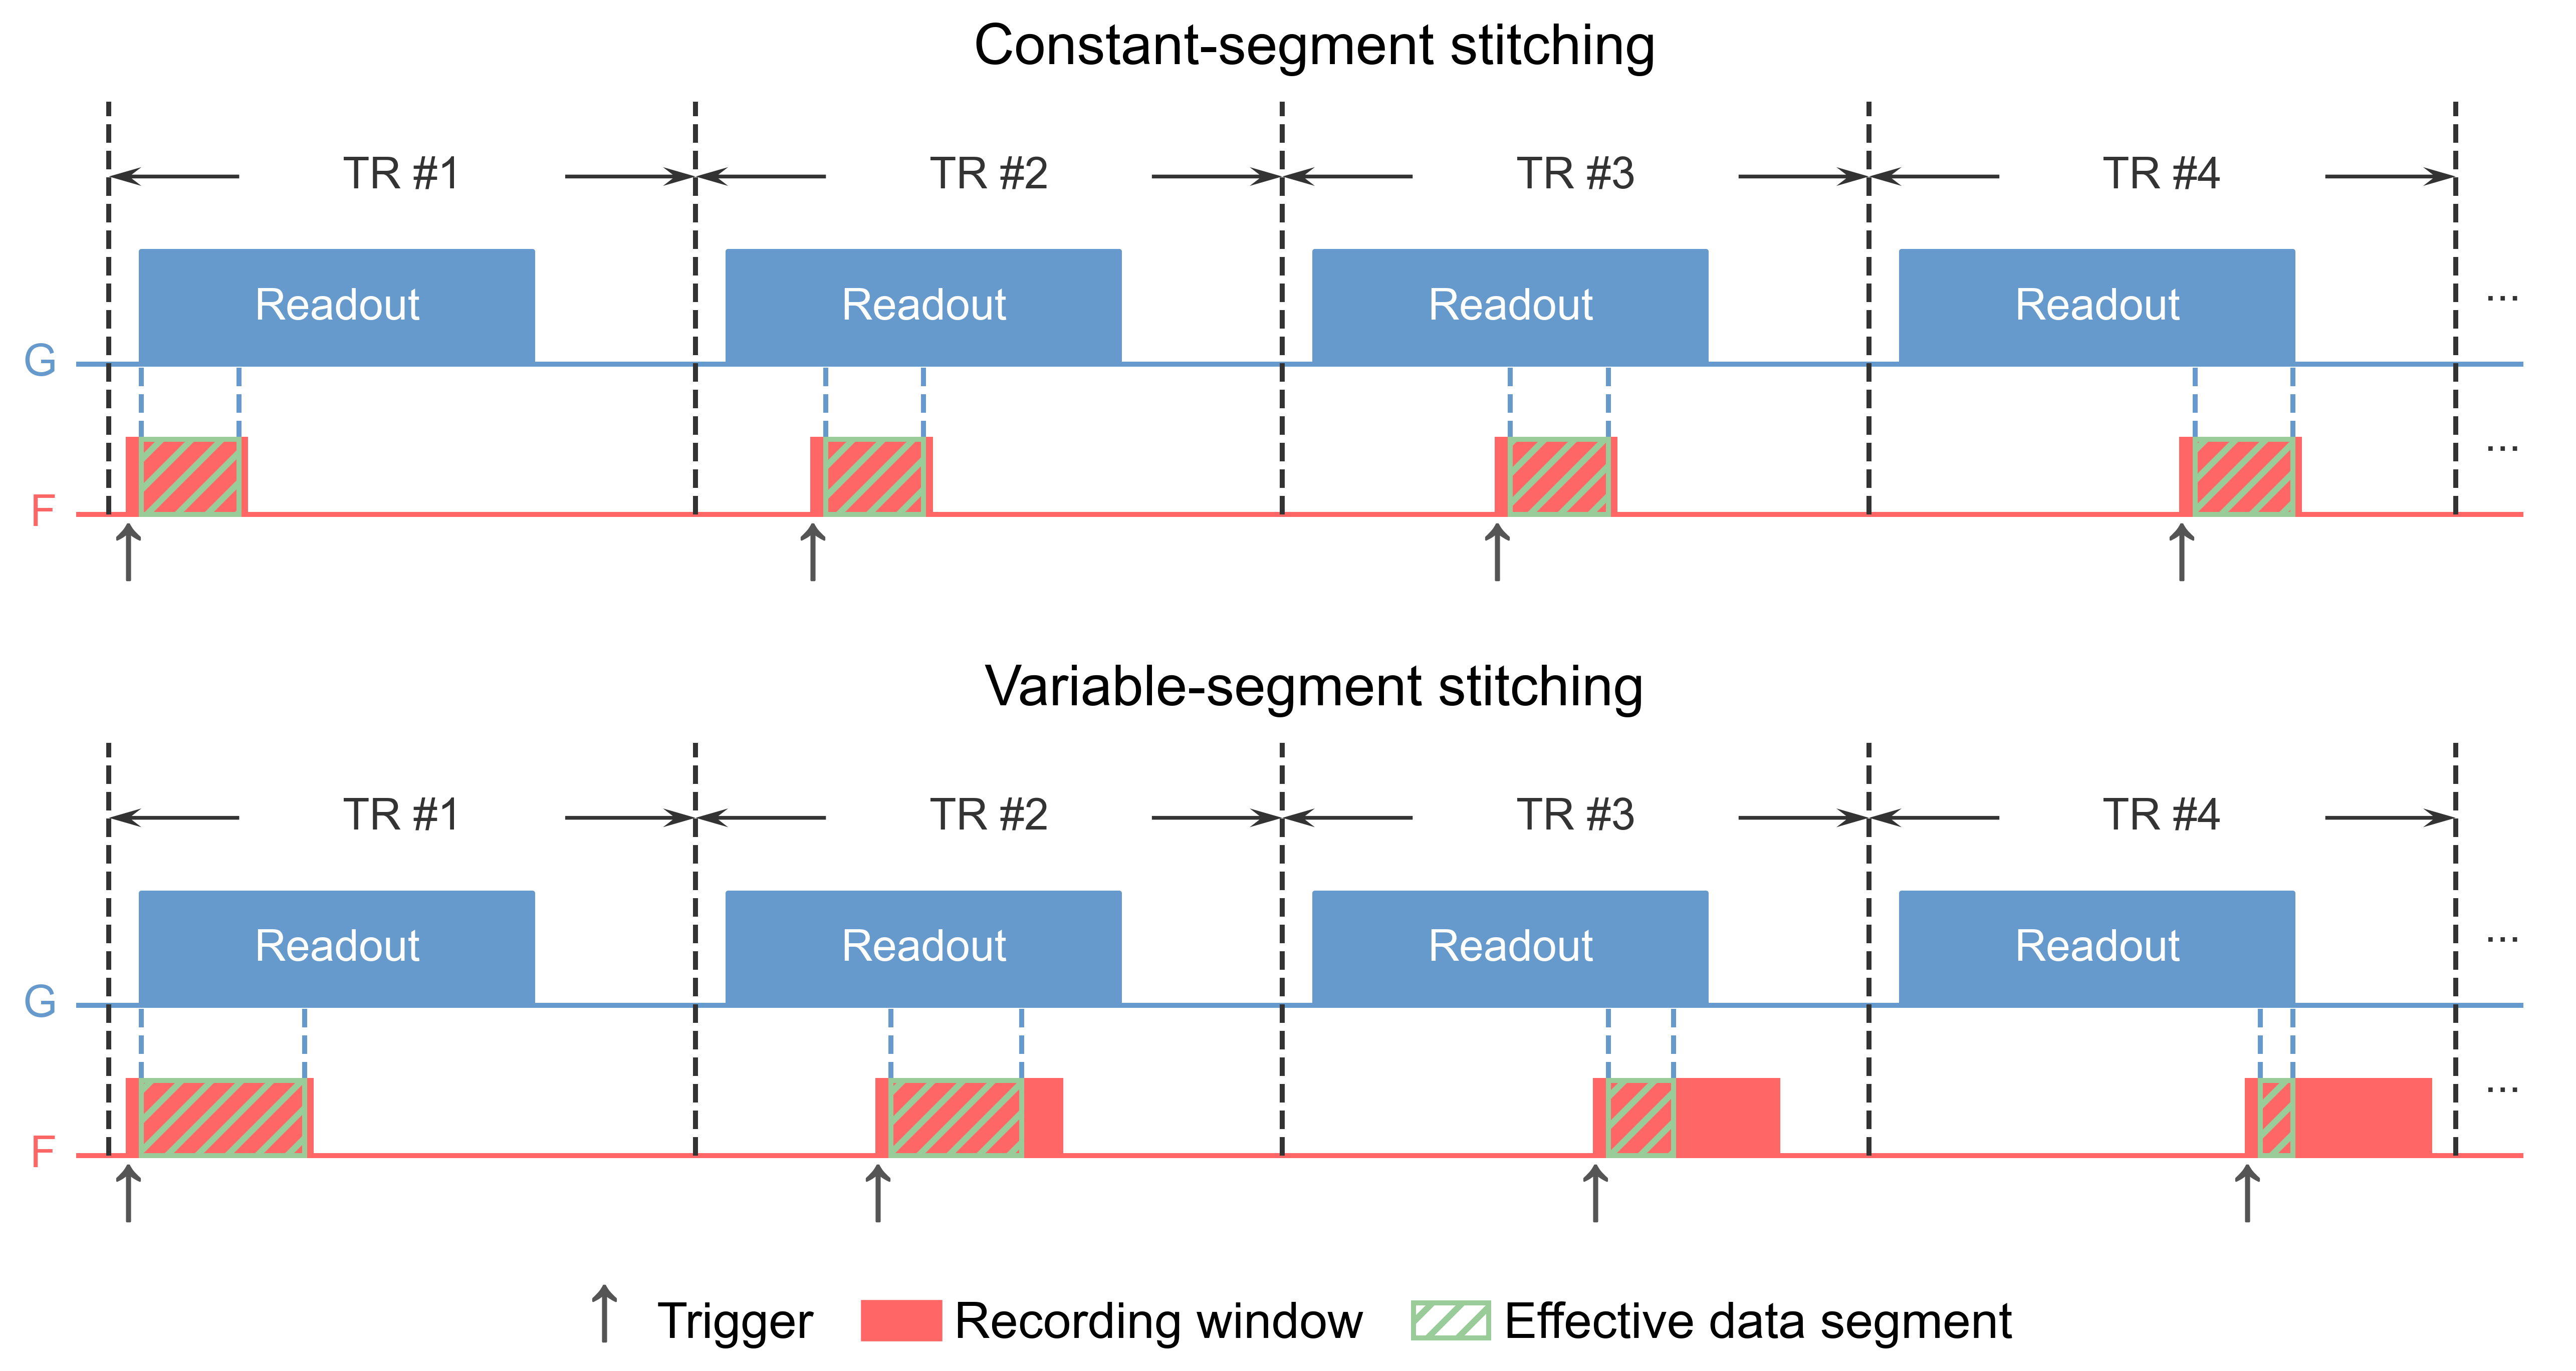 Constant-segment stitching
TR #1 TR #2 TR #3 TR #4
Readout Readout Readout Readout ...
G
...
F
Variable-segment stitching
TR #1 TR #2 TR #3 TR #4
Readout Readout Readout Readout ...
G
...
F
Trigger Recording window Effective data segment